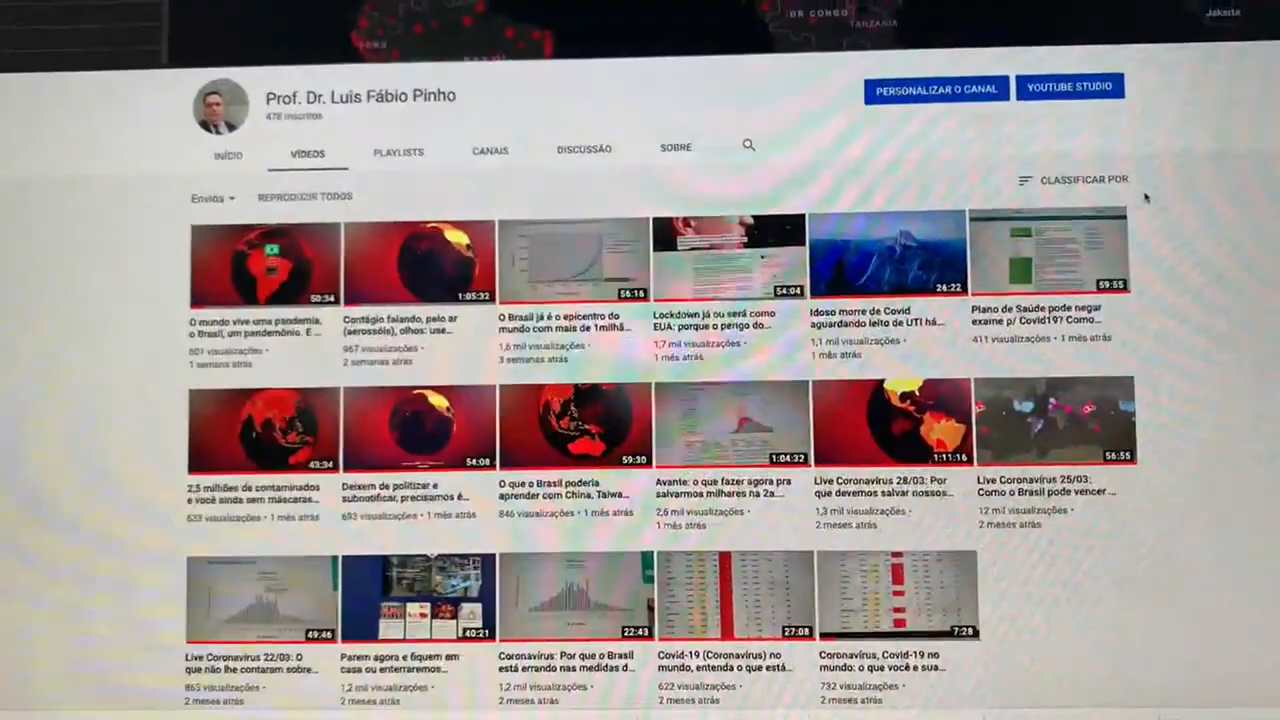 PERU
DR CONGO
TANZANIA
Jakarta
Prof. Dr. Luis Fábio Pinho
478 inscritos
PERSONALIZAR O CANAL
YOUTUBE STUDIO
INÍCIO
VÍDEOS
PLAYLISTS
CANAIS
DISCUSSÃO
SOBRE
Envios
REPRODUZIR TODOS
CLASSIFICAR POR
50:34
1:05:32
56:16
54:04
26:22
59:55
O mundo vive uma pandemia,
o Brasil, um pandemônio. E ...
601 visualizações •
1 semana atrás
Contágio falando, pelo ar
(aerossóis), olhos: use...
967 visualizações •
2 semanas atrás
O Brasil já é o epicentro do
mundo com mais de 1milhã...
1,6 mil visualizações •
3 semanas atrás
Lockdown já ou será como
EUA: porque o perigo do...
1,7 mil visualizações •
1 mês atrás
Idoso morre de Covid
aguardando leito de UTI há...
1,1 mil visualizações •
1 mês atrás
Plano de Saúde pode negar
exame p/ Covid19? Como...
411 visualizações • 1 mês atrás
43:34
54:08
59:30
1:04:32
1:11:16
56:55
2,5 milhões de contaminados
e você ainda sem máscaras...
633 visualizações • 1 mês atrás
Deixem de politizar e
subnotificar, precisamos é...
693 visualizações • 1 mês atrás
O que o Brasil poderia
aprender com China, Taiwa...
846 visualizações • 1 mês atrás
Avante: o que fazer agora pra
salvarmos milhares na 2a....
2,6 mil visualizações •
1 mês atrás
Live Coronavírus 28/03: Por
que devemos salvar nossos...
1,3 mil visualizações •
2 meses atrás
Live Coronavírus 25/03:
Como o Brasil pode vencer ...
12 mil visualizações •
2 meses atrás
49:46
40:21
22:43
27:08
7:28
Live Coronavírus 22/03: O
que não lhe contaram sobre...
865 visualizações •
2 meses atrás
Parem agora e fiquem em
casa ou enterraremos...
1,2 mil visualizações •
2 meses atrás
Coronavírus: Por que o Brasil
está errando nas medidas d...
1,2 mil visualizações •
2 meses atrás
Covid-19 (Coronavírus) no
mundo, entenda o que está...
622 visualizações •
2 meses atrás
Coronavírus, Covid-19 no
mundo: o que você e sua...
732 visualizações •
2 meses atrás